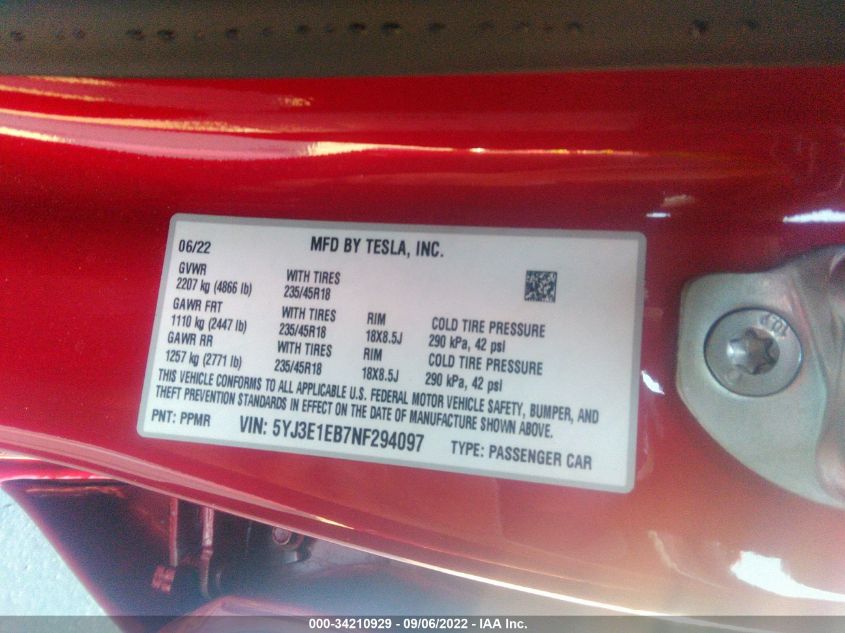 06/22 MFD BY TESLA, INC.
GVWR WITH TIRES
2207 kg (4866 lb) 235/45R18
GAWR FRT WITH TIRES RIM COLD TIRE PRESSURE
1110 kg (2447 lb) 235/45R18 18X8.5J 290 kPa, 42 psi
GAWR RR WITH TIRES RIM COLD TIRE PRESSURE
1257 kg (2771 lb) 235/45R18 18X8.5J 290 kPa, 42 psi
THIS VEHICLE CONFORMS TO ALL APPLICABLE U.S. FEDERAL MOTOR VEHICLE SAFETY, BUMPER, AND
THEFT PREVENTION STANDARDS IN EFFECT ON THE DATE OF MANUFACTURE SHOWN ABOVE.
PNT: PPMR VIN: 5YJ3E1EB7NF294097 TYPE: PASSENGER CAR
10.9
000-34210929 - 09/06/2022 - IAA Inc.